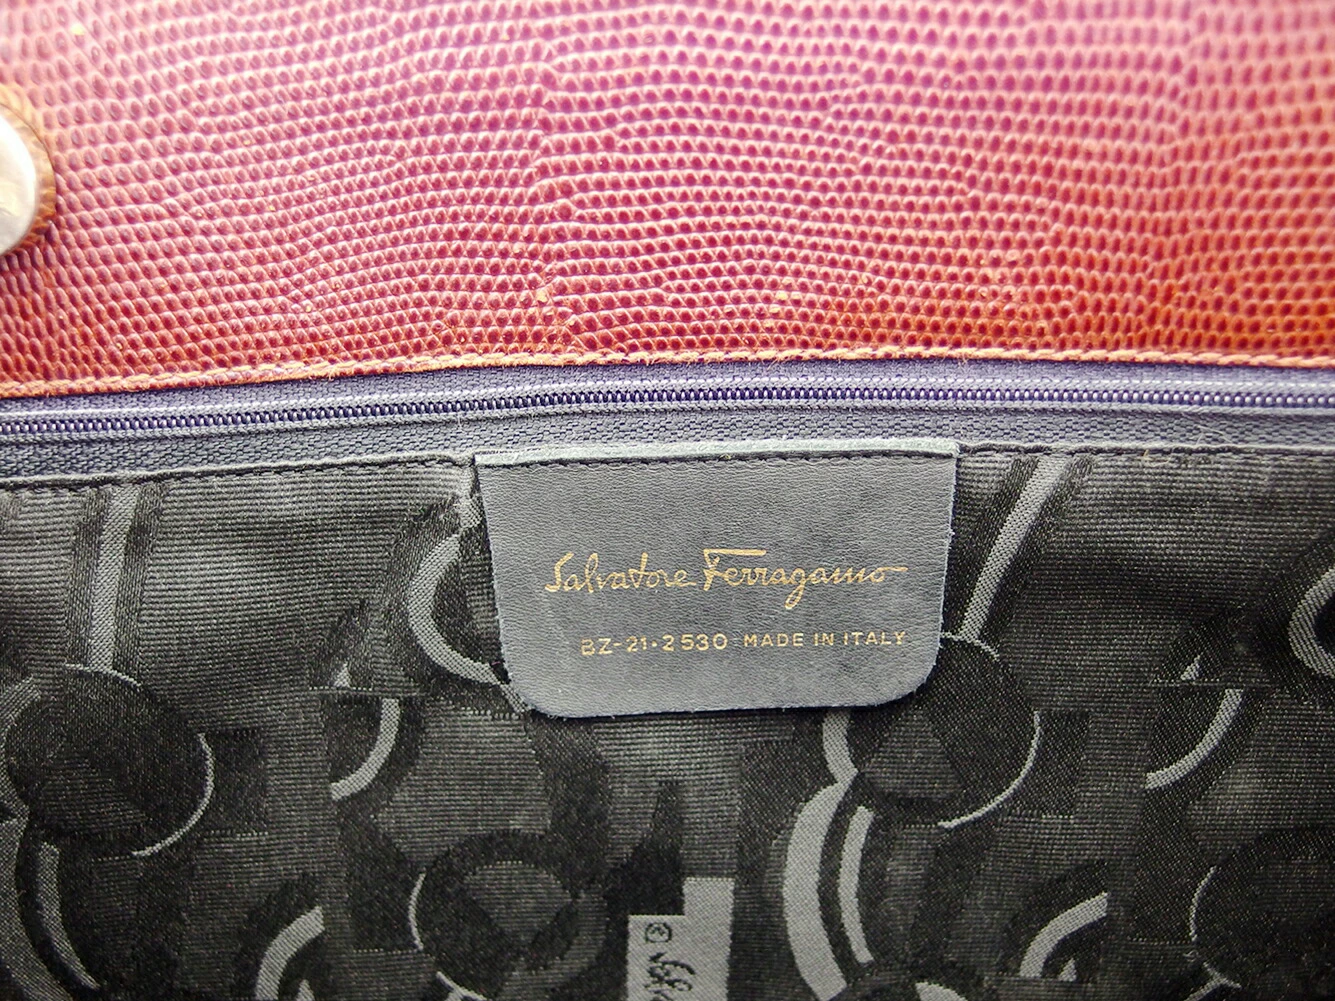 Salvatore Ferragamo
BZ-21·2530 MADE IN ITALY